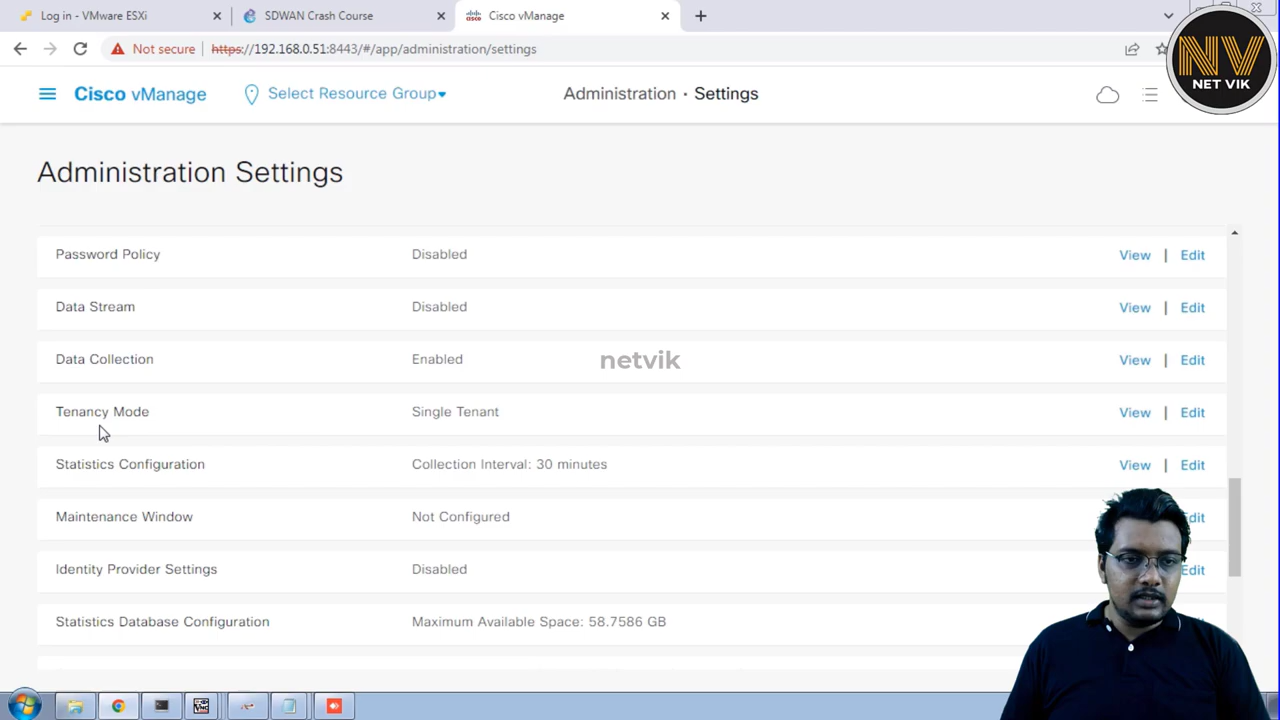 Log in - VMware ESXi
SDWAN Crash Course
Cisco vManage
Not secure
https://192.168.0.51:8443/#/app/administration/settings
NV
NET VIK
Cisco vManage
Select Resource Group
Administration · Settings
Administration Settings
Password Policy Disabled View | Edit
Data Stream Disabled View | Edit
Data Collection Enabled View | Edit
netvik
Tenancy Mode Single Tenant View | Edit
Statistics Configuration Collection Interval: 30 minutes View | Edit
Maintenance Window Not Configured Edit
Identity Provider Settings Disabled Edit
Statistics Database Configuration Maximum Available Space: 58.7586 GB